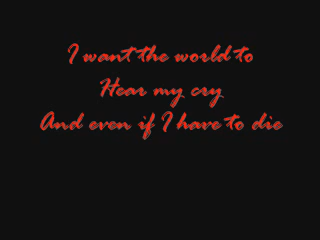 I want the world to
Hear my cry
And even if I have to die